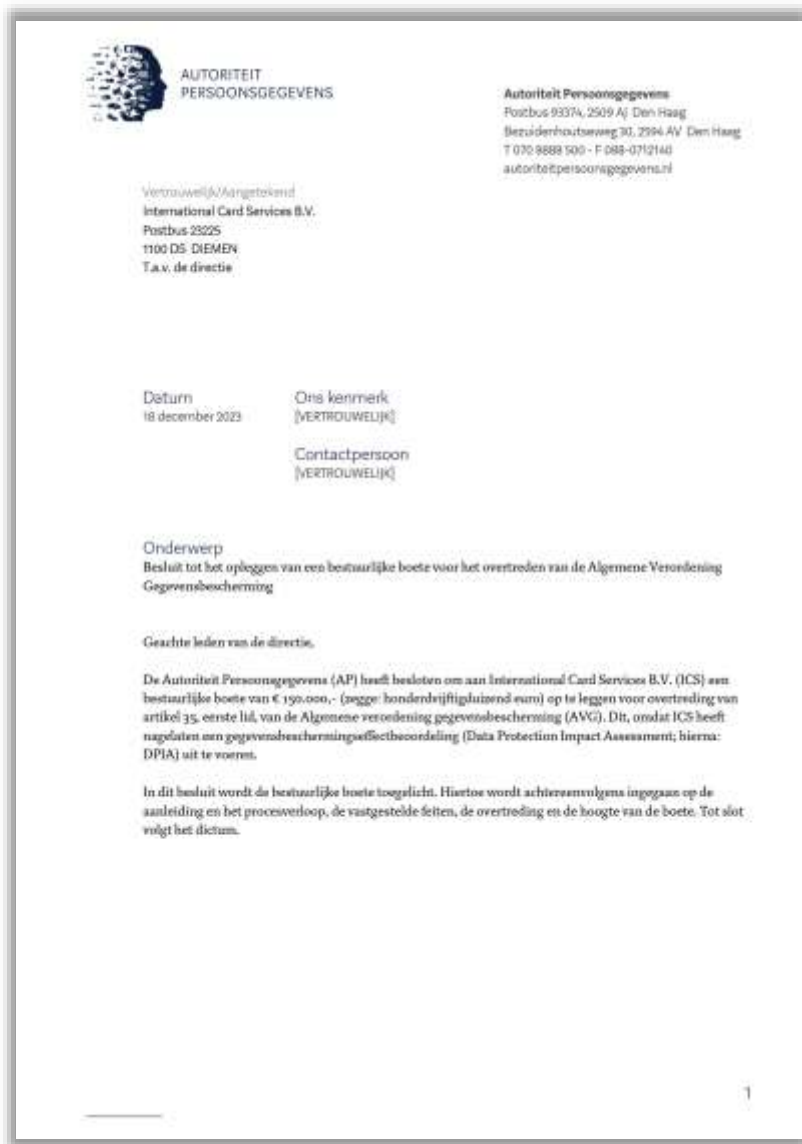 AUTORITEIT
PERSOONSGEGEVENS
Autoriteit Persoonsgegevens
Postbus 93374, 2509 AJ Den Haag
Bezuidenhoutseweg 30, 2594 AV Den Haag
T 070 8888 500 - F 088-0712140
autoriteitpersoonsgegevens.nl
Vertrouwelijk/Aangetekend
International Card Services B.V.
Postbus 23225
1100 DS DIEMEN
T.a.v. de directie
Datum
18 december 2023
Ons kenmerk
[VERTROUWELIJK]
Contactpersoon
[VERTROUWELIJK]
Onderwerp
Besluit tot het opleggen van een bestuurlijke boete voor het overtreden van de Algemene Verordening
Gegevensbescherming
Geachte leden van de directie,
De Autoriteit Persoonsgegevens (AP) heeft besloten om aan International Card Services B.V. (ICS) een
bestuurlijke boete van € 150.000,- (zegge: honderdvijftigduizend euro) op te leggen voor overtreding van
artikel 35, eerste lid, van de Algemene verordening gegevensbescherming (AVG). Dit, omdat ICS heeft
nagelaten een gegevensbeschermingseffectbeoordeling (Data Protection Impact Assessment; hierna:
DPIA) uit te voeren.
In dit besluit wordt de bestuurlijke boete toegelicht. Hiertoe wordt achtereenvolgens ingegaan op de
aanleiding en het procesverloop, de vastgestelde feiten, de overtreding en de hoogte van de boete. Tot slot
volgt het dictum.
1